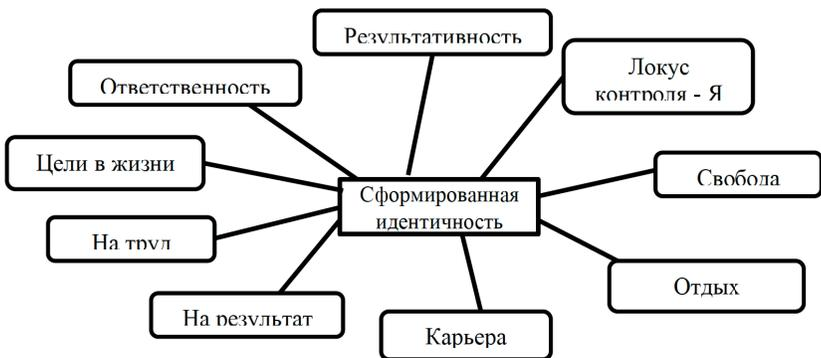 Результативность
Локус
контроля - Я
Ответственность
Цели в жизни
Свобода
Сформированная
идентичность
На труд
Отдых
На результат
Карьера